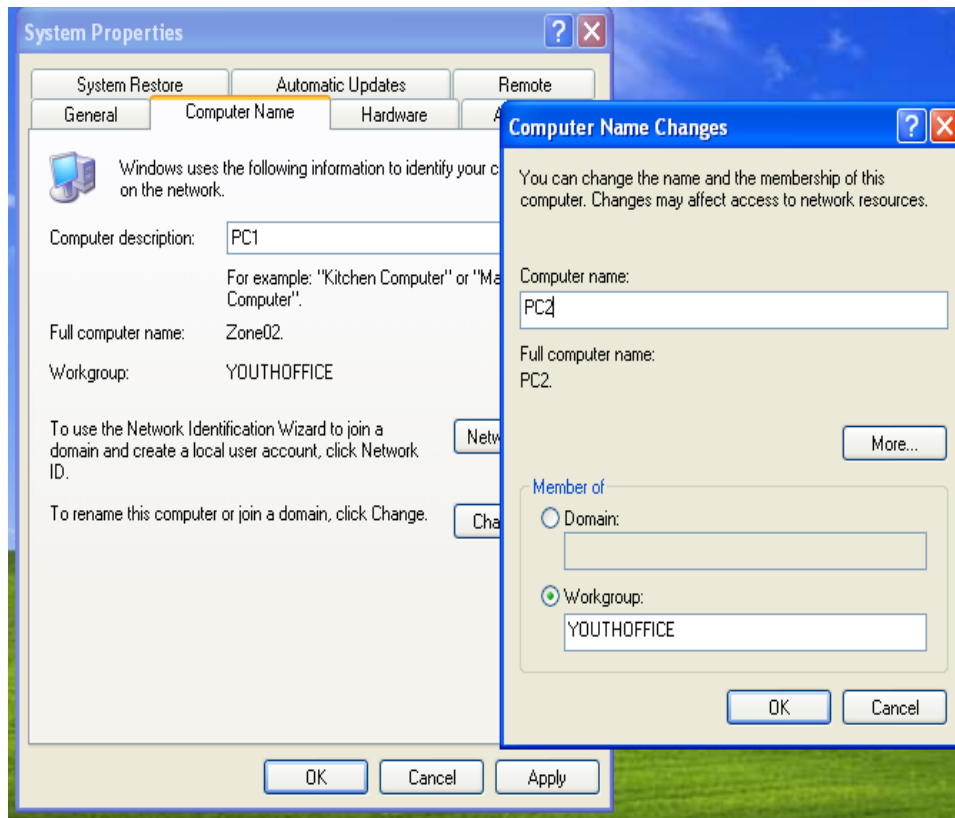 System Properties
System Restore
Automatic Updates
Remote
General
Computer Name
Hardware
Windows uses the following information to identify your c
on the network.
Computer description:
PC1
For example: "Kitchen Computer" or "Ma
Computer".
Full computer name:
Zone02.
Workgroup:
YOUTHOFFICE
To use the Network Identification Wizard to join a
domain and create a local user account, click Network
ID.
Netw
To rename this computer or join a domain, click Change.
Cha
OK
Cancel
Apply
Computer Name Changes
You can change the name and the membership of this
computer. Changes may affect access to network resources.
Computer name:
PC2
Full computer name:
PC2.
More...
Member of
Domain:
Workgroup:
YOUTHOFFICE
OK
Cancel